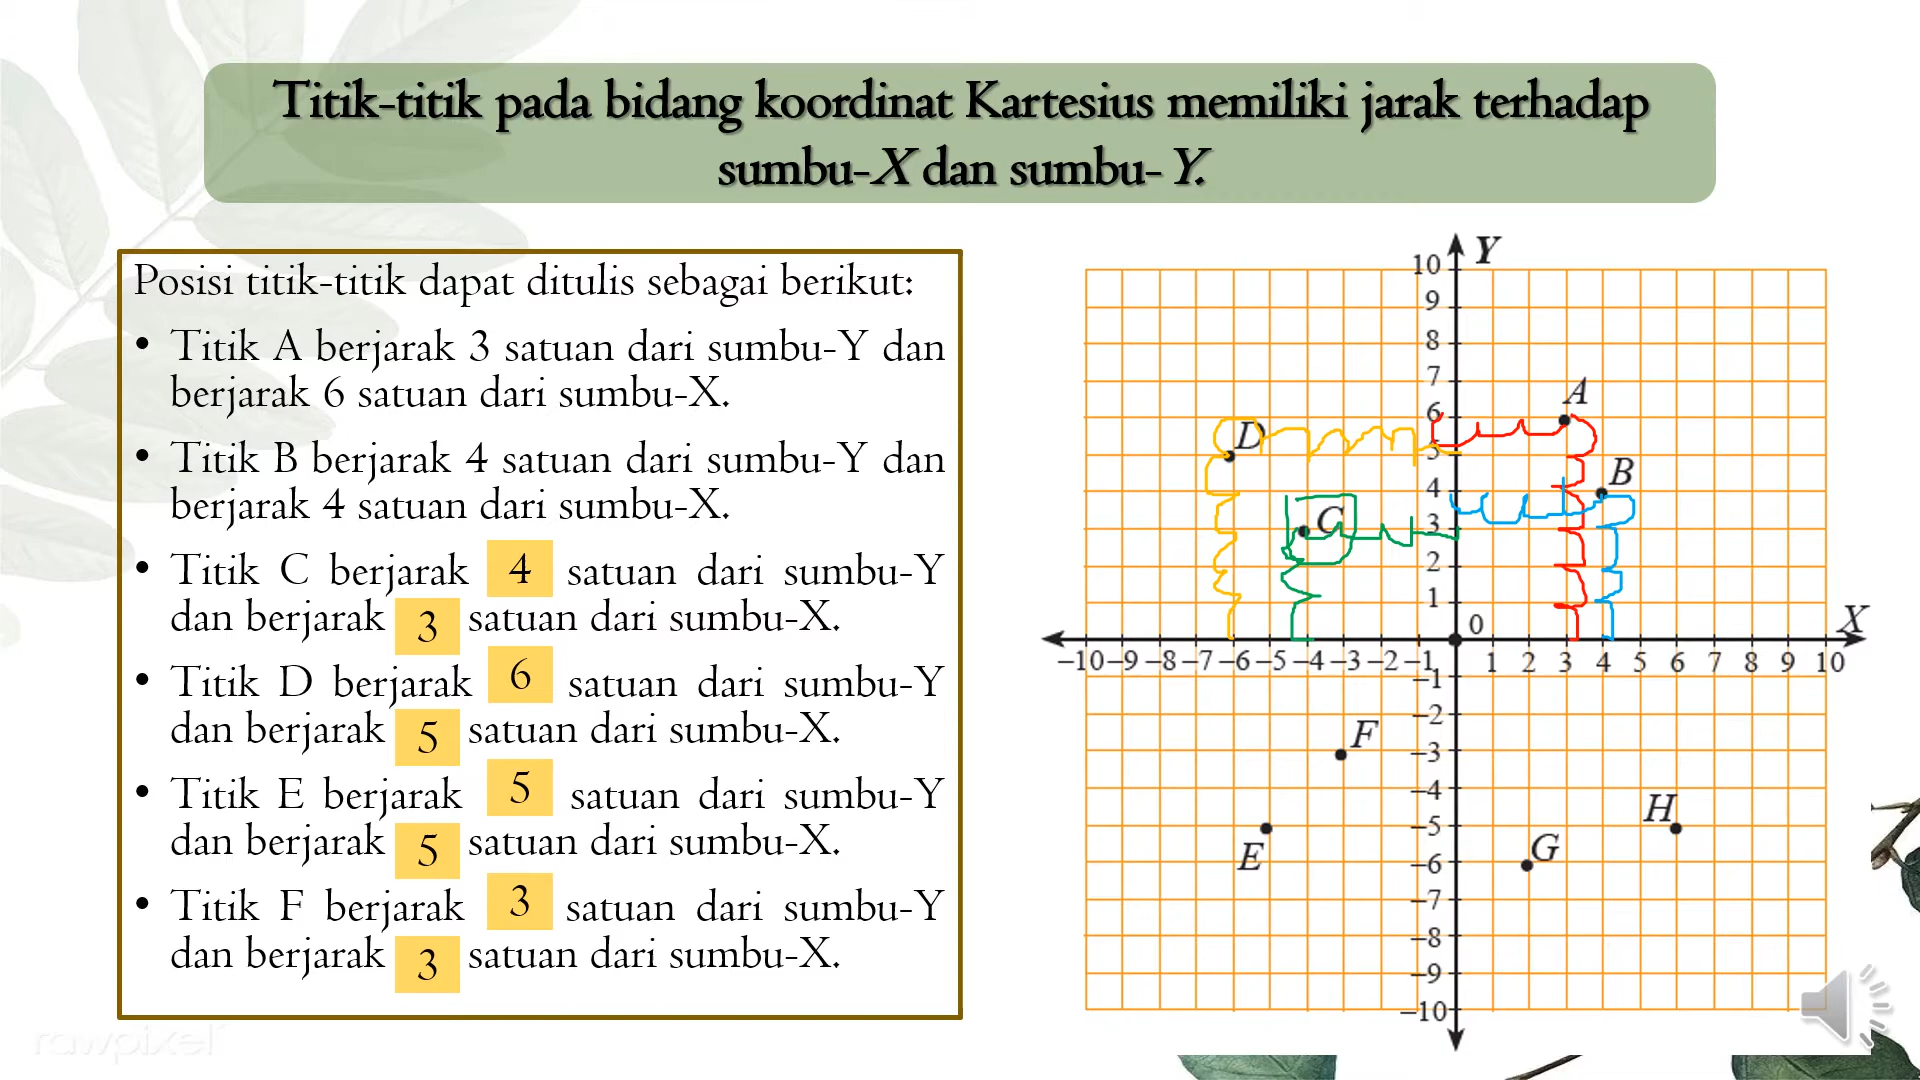 Titik-titik pada bidang koordinat Kartesius memiliki jarak terhadap
sumbu-X dan sumbu-Y.
Posisi titik-titik dapat ditulis sebagai berikut:
• Titik A berjarak 3 satuan dari sumbu-Y dan
berjarak 6 satuan dari sumbu-X.
• Titik B berjarak 4 satuan dari sumbu-Y dan
berjarak 4 satuan dari sumbu-X.
• Titik C berjarak 4 satuan dari sumbu-Y
dan berjarak 3 satuan dari sumbu-X.
• Titik D berjarak 6 satuan dari sumbu-Y
dan berjarak 5 satuan dari sumbu-X.
• Titik E berjarak 5 satuan dari sumbu-Y
dan berjarak 5 satuan dari sumbu-X.
• Titik F berjarak 3 satuan dari sumbu-Y
dan berjarak 3 satuan dari sumbu-X.
Y
10
9
8
7
A
6
D
5
B
4
C
3
2
1
0
X
–10 –9 –8 –7 –6 –5 –4 –3 –2 –1 1 2 3 4 5 6 7 8 9 10
–1
–2
F
–3
–4
H
–5
E
G
–6
–7
–8
–9
–10
rawpixel